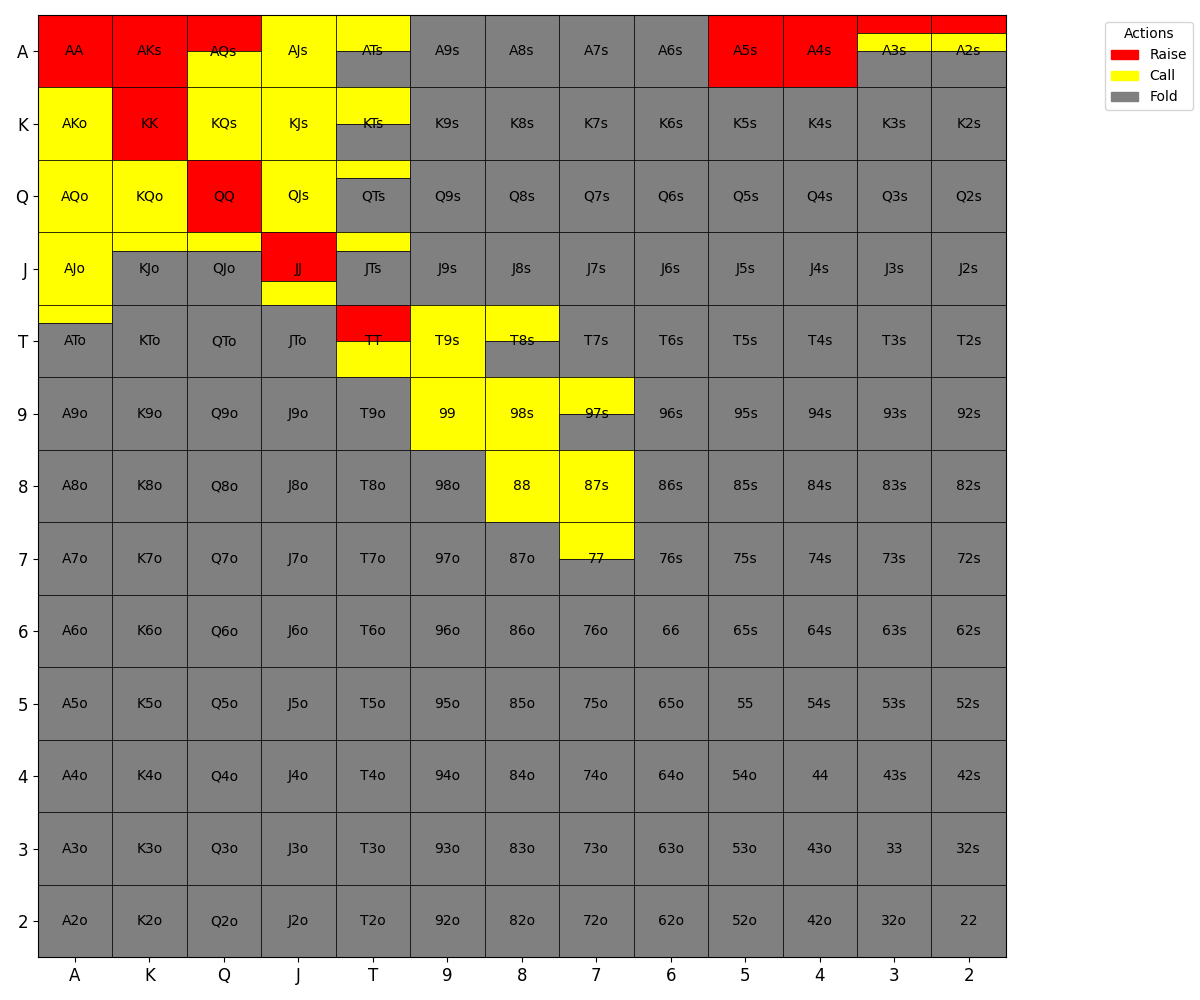 A AA AKs AQs AJs ATs A9s A8s A7s A6s A5s A4s A3s A2s
K AKo KK KQs KJs KTs K9s K8s K7s K6s K5s K4s K3s K2s
Q AQo KQo QQ QJs QTs Q9s Q8s Q7s Q6s Q5s Q4s Q3s Q2s
J AJo KJo QJo JJ JTs J9s J8s J7s J6s J5s J4s J3s J2s
T ATo KTo QTo JTo TT T9s T8s T7s T6s T5s T4s T3s T2s
9 A9o K9o Q9o J9o T9o 99 98s 97s 96s 95s 94s 93s 92s
8 A8o K8o Q8o J8o T8o 98o 88 87s 86s 85s 84s 83s 82s
7 A7o K7o Q7o J7o T7o 97o 87o 77 76s 75s 74s 73s 72s
6 A6o K6o Q6o J6o T6o 96o 86o 76o 66 65s 64s 63s 62s
5 A5o K5o Q5o J5o T5o 95o 85o 75o 65o 55 54s 53s 52s
4 A4o K4o Q4o J4o T4o 94o 84o 74o 64o 54o 44 43s 42s
3 A3o K3o Q3o J3o T3o 93o 83o 73o 63o 53o 43o 33 32s
2 A2o K2o Q2o J2o T2o 92o 82o 72o 62o 52o 42o 32o 22
A K Q J T 9 8 7 6 5 4 3 2
Actions
Raise
Call
Fold